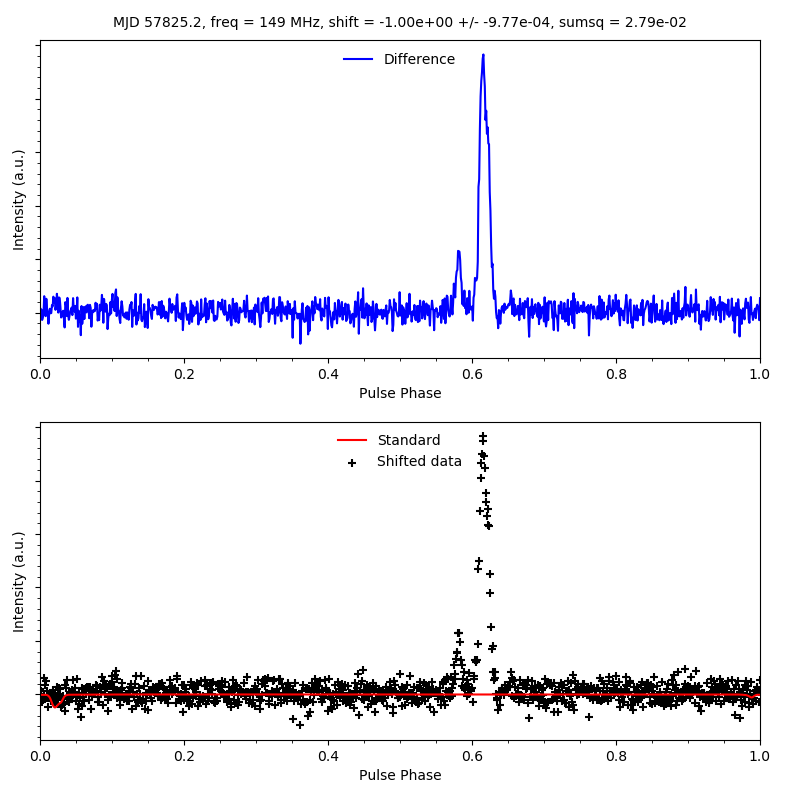 MJD 57825.2, freq = 149 MHz, shift = -1.00e+00 +/- -9.77e-04, sumsq = 2.79e-02
Difference
Intensity (a.u.)
0.0 0.2 0.4 0.6 0.8 1.0
Pulse Phase
Standard
Shifted data
Intensity (a.u.)
0.0 0.2 0.4 0.6 0.8 1.0
Pulse Phase